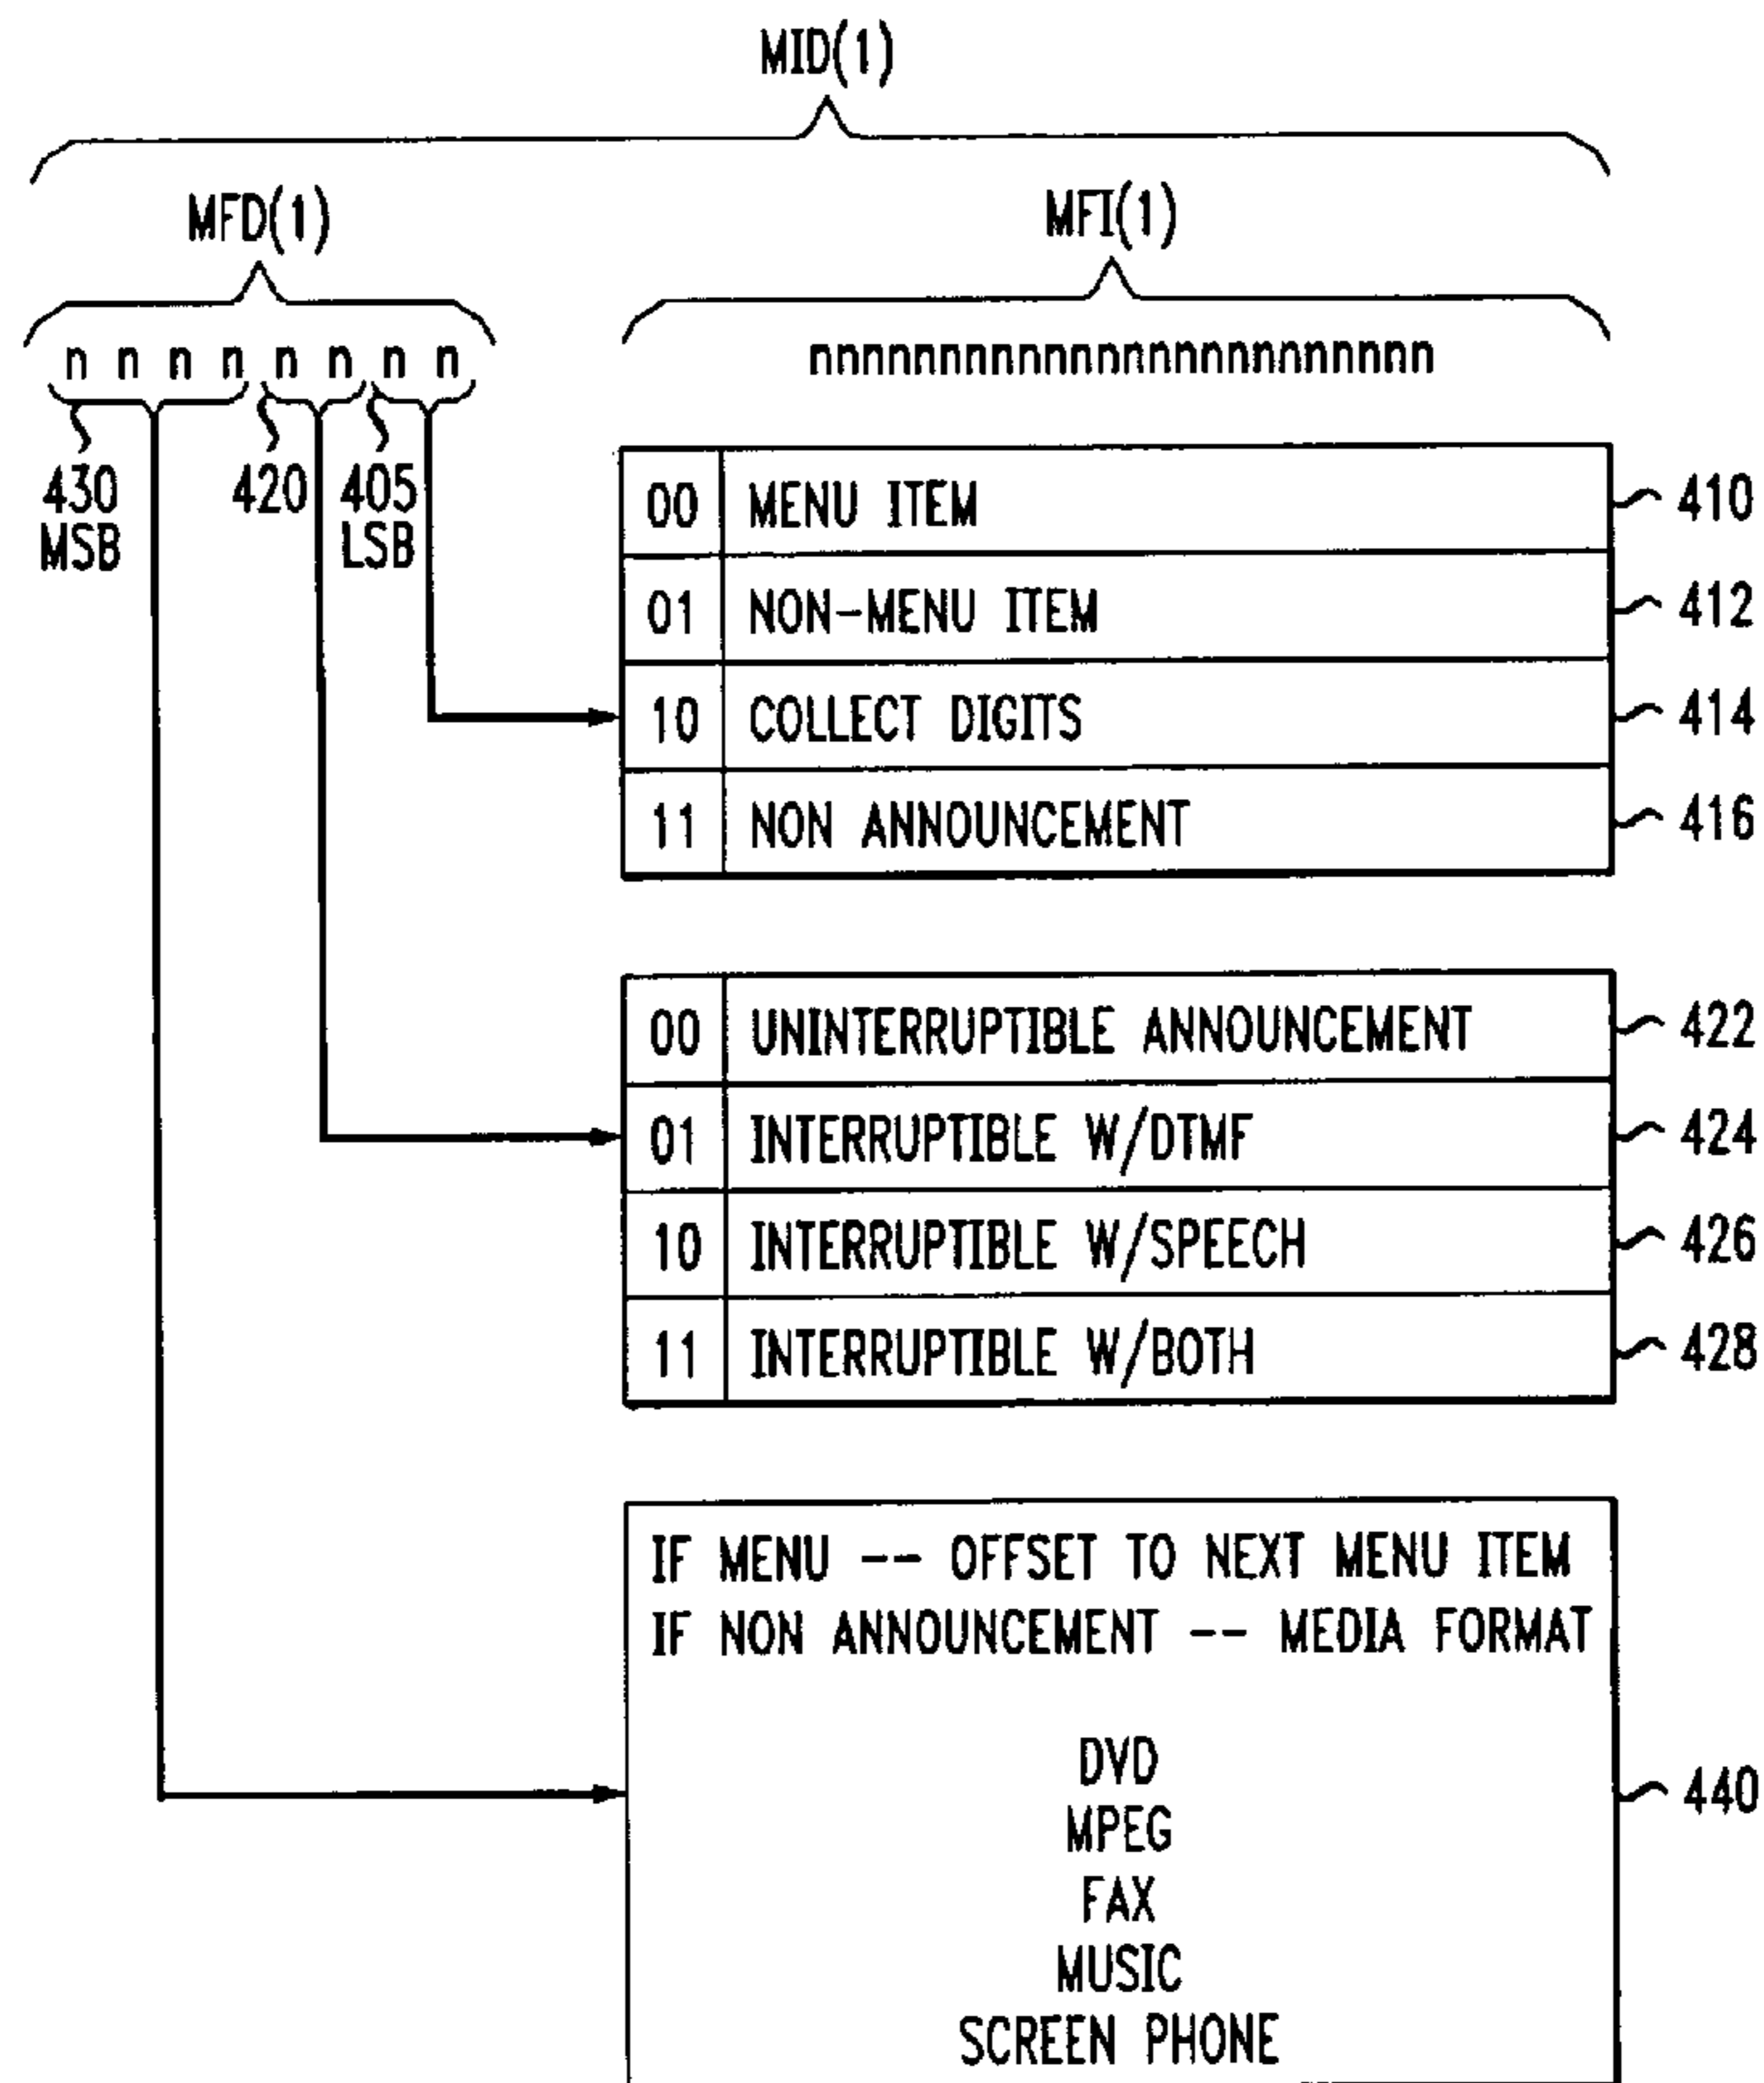 MID(1)
MFD(1) MFI(1)
n n n n n n n n nnnnnnnnnnnnnnnnnnnnnnnn
430 420 405
MSB LSB
00 MENU ITEM 410
01 NON-MENU ITEM 412
10 COLLECT DIGITS 414
11 NON ANNOUNCEMENT 416
00 UNINTERRUPTIBLE ANNOUNCEMENT 422
01 INTERRUPTIBLE W/DTMF 424
10 INTERRUPTIBLE W/SPEECH 426
11 INTERRUPTIBLE W/BOTH 428
IF MENU -- OFFSET TO NEXT MENU ITEM
IF NON ANNOUNCEMENT -- MEDIA FORMAT
DVD
440
MPEG
FAX
MUSIC
SCREEN PHONE